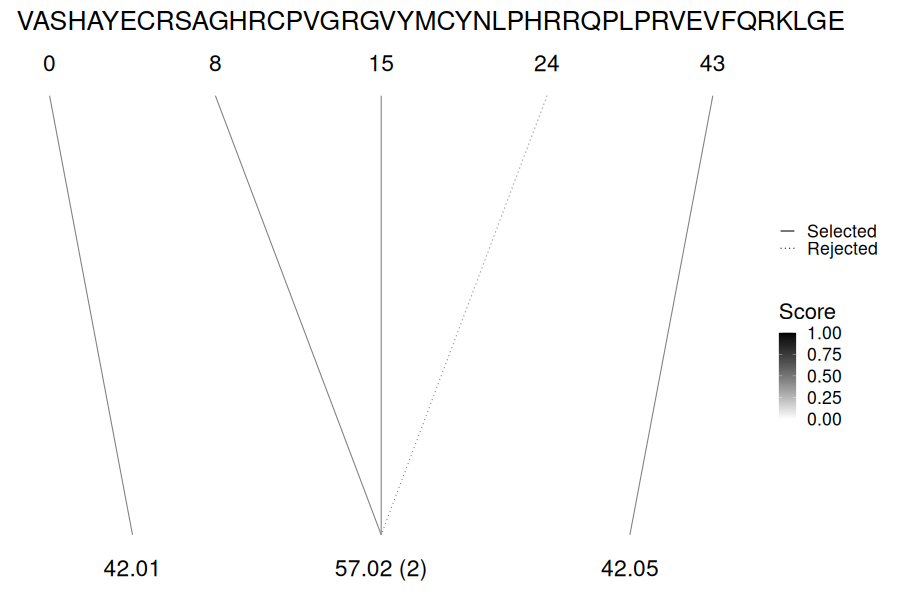 VASHAYECRSAGHRCPVGRGVYMCYNLPHRRQPLPRVEVFQRKLGE
0 8 15 24 43
Selected
Rejected
Score
1.00
0.75
0.50
0.25
0.00
42.01 57.02 (2) 42.05